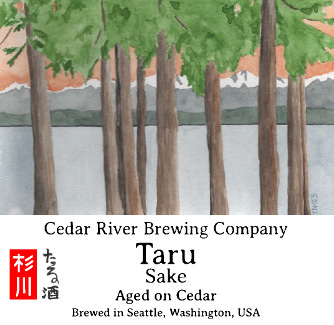 Cedar River Brewing Company
Taru
Sake
Aged on Cedar
Brewed in Seattle, Washington, USA
杉川
たるの酒